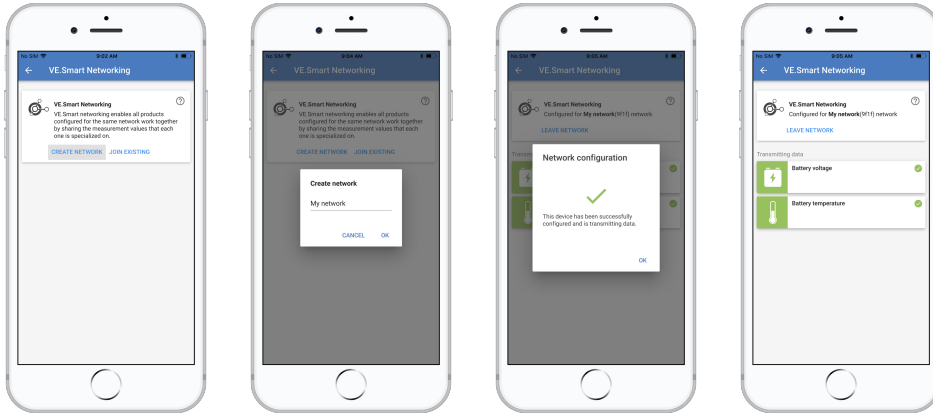 No SIM 9:02 AM
VE.Smart Networking
VE.Smart Networking
VE.Smart Networking enables all products
configured for the same network work together
by sharing the measurement values that each
one is specialized on.
CREATE NETWORK JOIN EXISTING
No SIM 9:04 AM
VE.Smart Networking
VE.Smart Networking
VE.Smart Networking enables all products
configured for the same network work together
by sharing the measurement values that each
one is specialized on.
CREATE NETWORK JOIN EXISTING
Create network
My network
CANCEL OK
No SIM 9:05 AM
VE.Smart Networking
VE.Smart Networking
Configured for My network(9f1f) network
LEAVE NETWORK
Transm
Network configuration
This device has been successfully
configured and is transmitting data.
OK
No SIM 9:05 AM
VE.Smart Networking
VE.Smart Networking
Configured for My network(9f1f) network
LEAVE NETWORK
Transmitting data
Battery voltage
Battery temperature